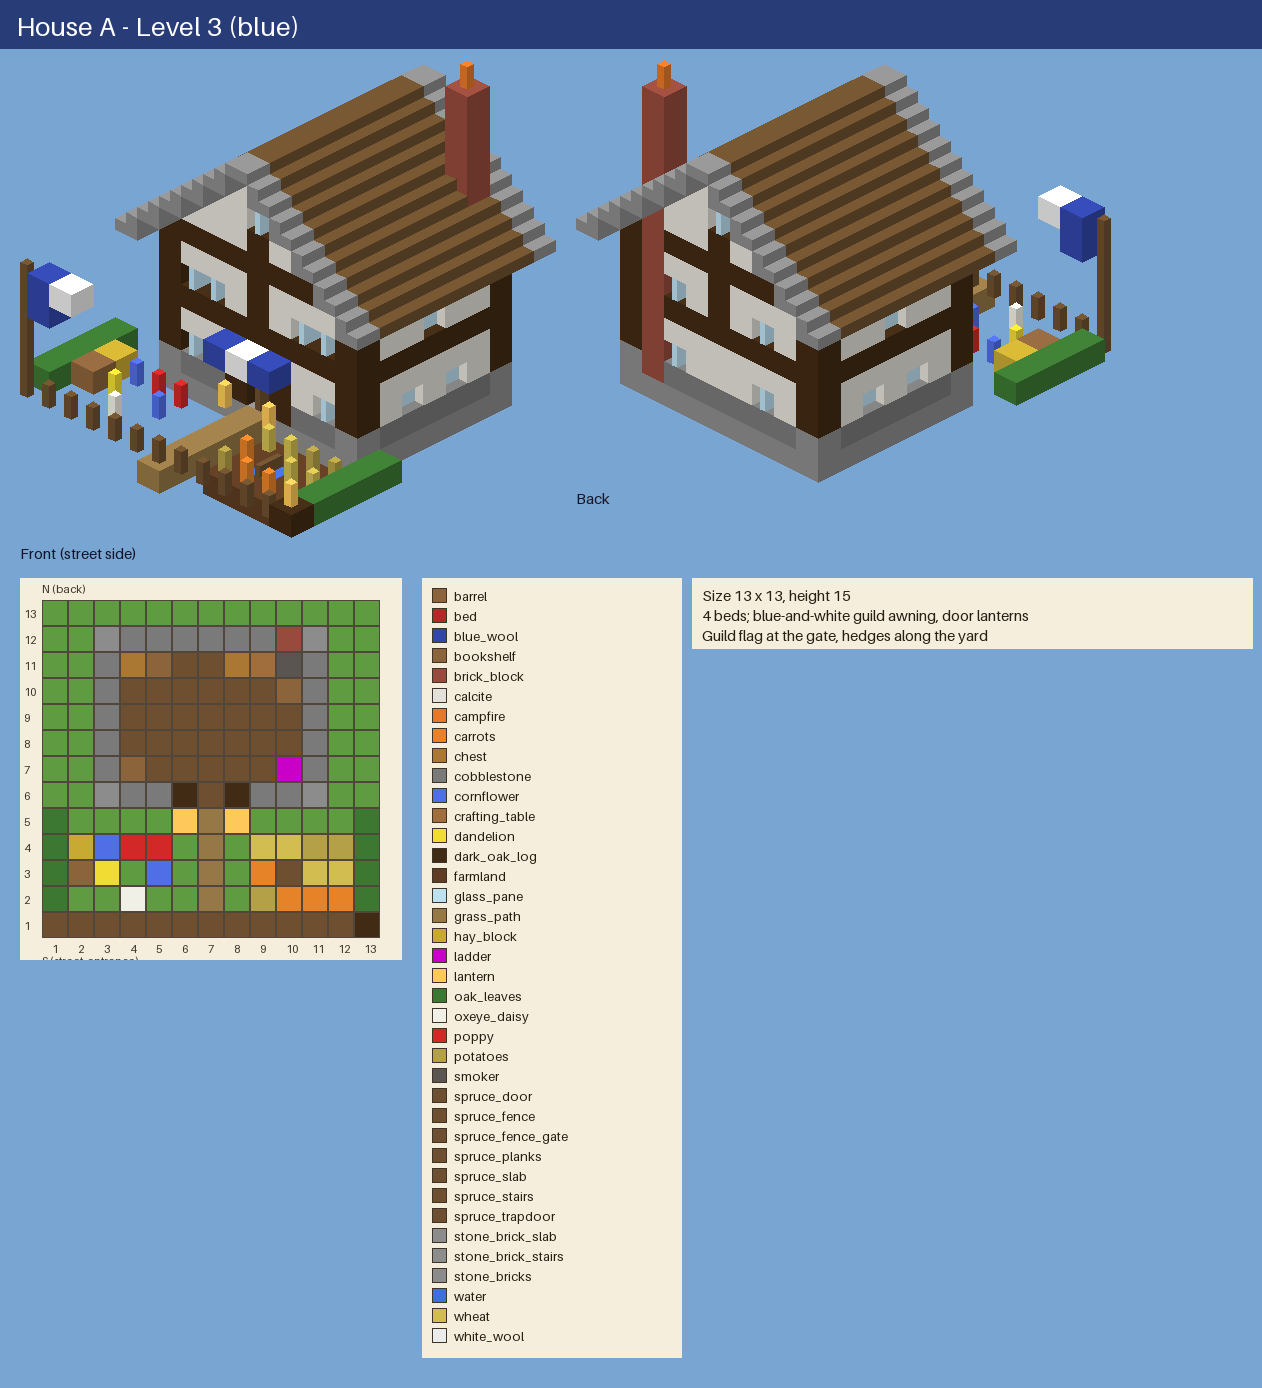 House A - Level 3 (blue)
Back
Front (street side)
N (back)
13
12
11
10
9
8
7
6
5
4
3
2
1
1 2 3 4 5 6 7 8 9 10 11 12 13
barrel
bed
blue_wool
bookshelf
brick_block
calcite
campfire
carrots
chest
cobblestone
cornflower
crafting_table
dandelion
dark_oak_log
farmland
glass_pane
grass_path
hay_block
ladder
lantern
oak_leaves
oxeye_daisy
poppy
potatoes
smoker
spruce_door
spruce_fence
spruce_fence_gate
spruce_planks
spruce_slab
spruce_stairs
spruce_trapdoor
stone_brick_slab
stone_brick_stairs
stone_bricks
water
wheat
white_wool
Size 13 x 13, height 15
4 beds; blue-and-white guild awning, door lanterns
Guild flag at the gate, hedges along the yard